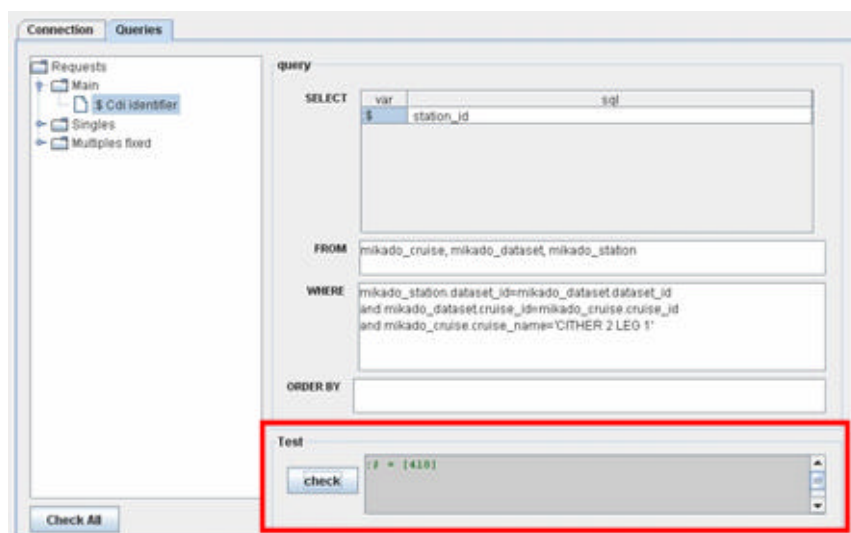 Connection Queries
Requests
Main
$ Cdi identifier
Singles
Multiples fixed
Check All
query
SELECT
var sql
$ station_id
FROM
mikado_cruise, mikado_dataset, mikado_station
WHERE
mikado_station.dataset_id=mikado_dataset.dataset_id
and mikado_dataset.cruise_id=mikado_cruise.cruise_id
and mikado_cruise.cruise_name='CITHER 2 LEG 1'
ORDER BY
Test
check
= [410]